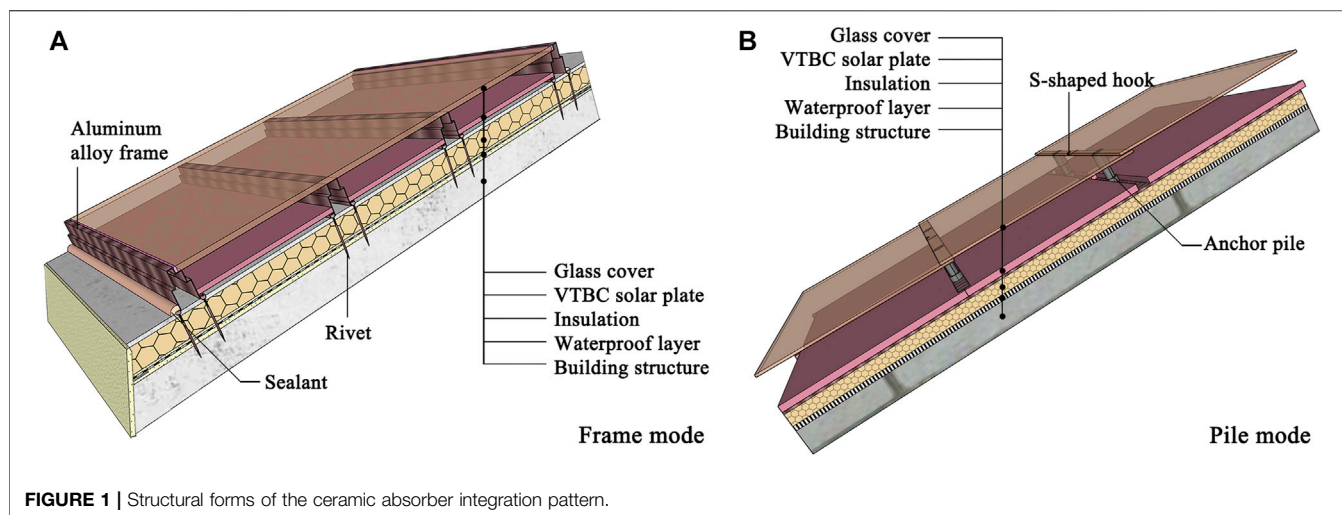 A
Aluminum
alloy frame
Rivet
Sealant
Glass cover
VTBC solar plate
Insulation
Waterproof layer
Building structure
Frame mode
B
Glass cover
VTBC solar plate
Insulation
Waterproof layer
Building structure
S-shaped hook
Anchor pile
Pile mode
FIGURE 1 | Structural forms of the ceramic absorber integration pattern.